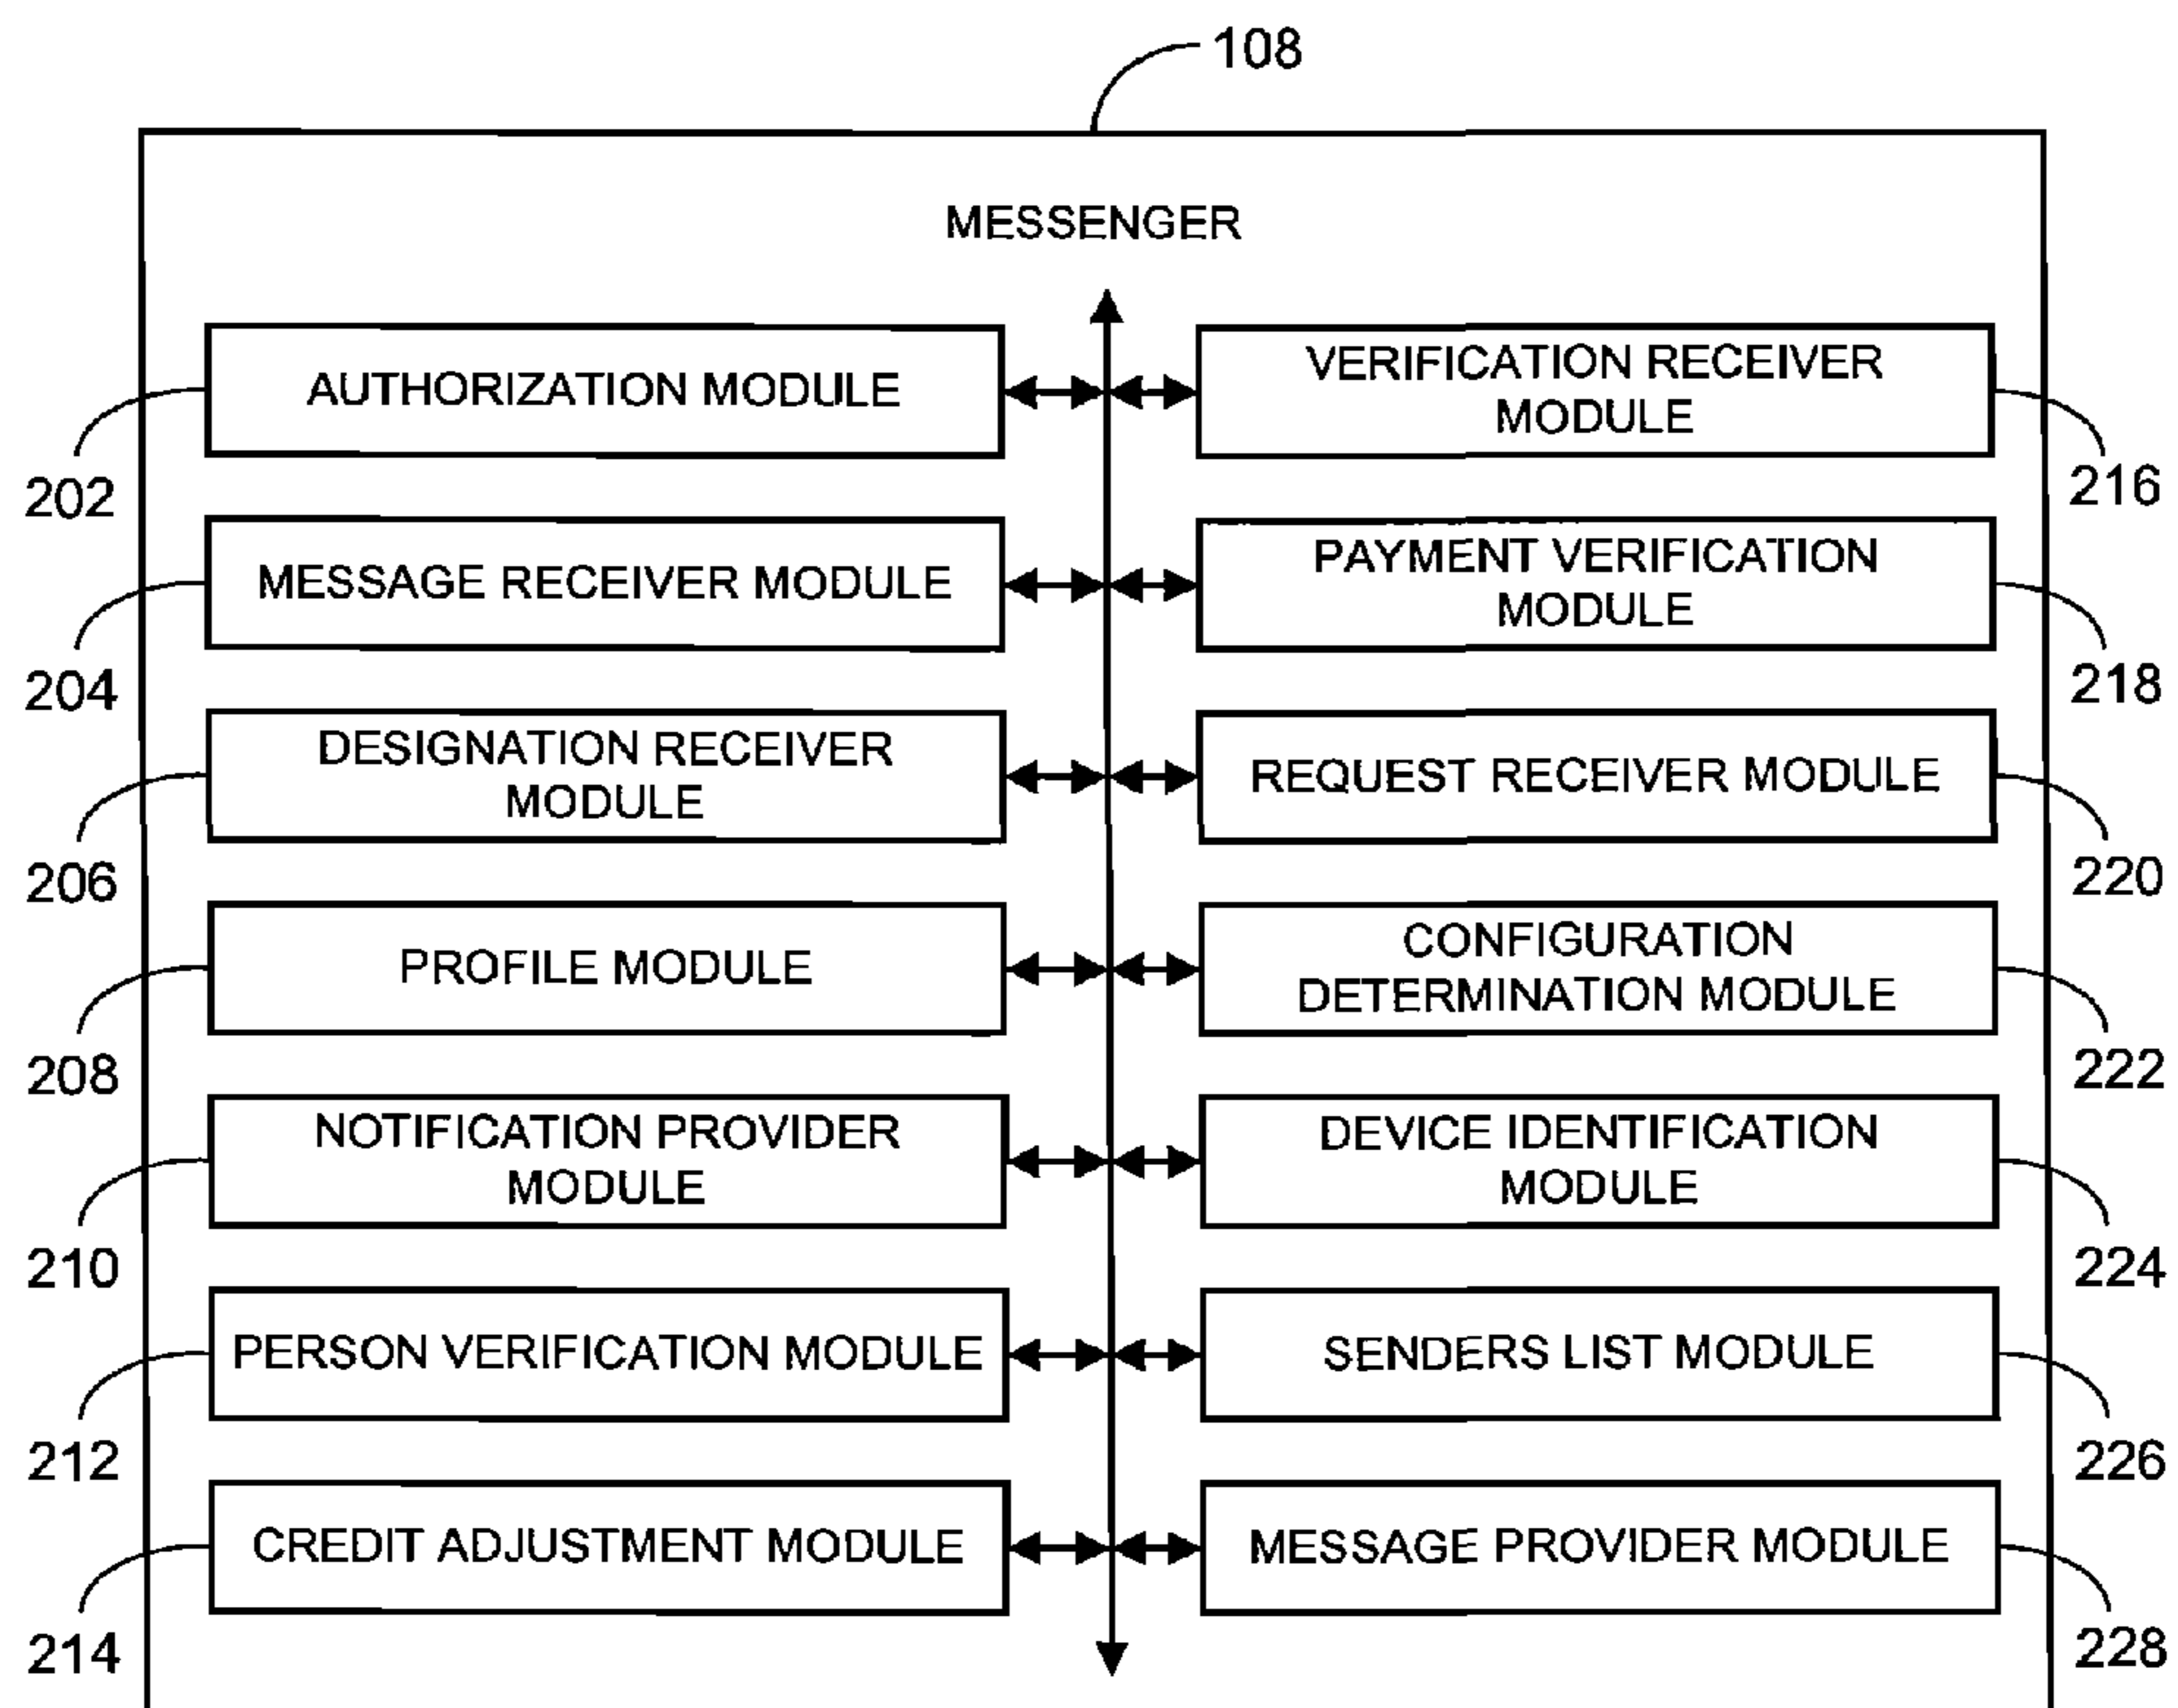 108
MESSENGER
AUTHORIZATION MODULE
202
MESSAGE RECEIVER MODULE
204
DESIGNATION RECEIVER
MODULE
206
PROFILE MODULE
208
NOTIFICATION PROVIDER
MODULE
210
PERSON VERIFICATION MODULE
212
CREDIT ADJUSTMENT MODULE
214
VERIFICATION RECEIVER
MODULE
216
PAYMENT VERIFICATION
MODULE
218
REQUEST RECEIVER MODULE
220
CONFIGURATION
DETERMINATION MODULE
222
DEVICE IDENTIFICATION
MODULE
224
SENDERS LIST MODULE
226
MESSAGE PROVIDER MODULE
228